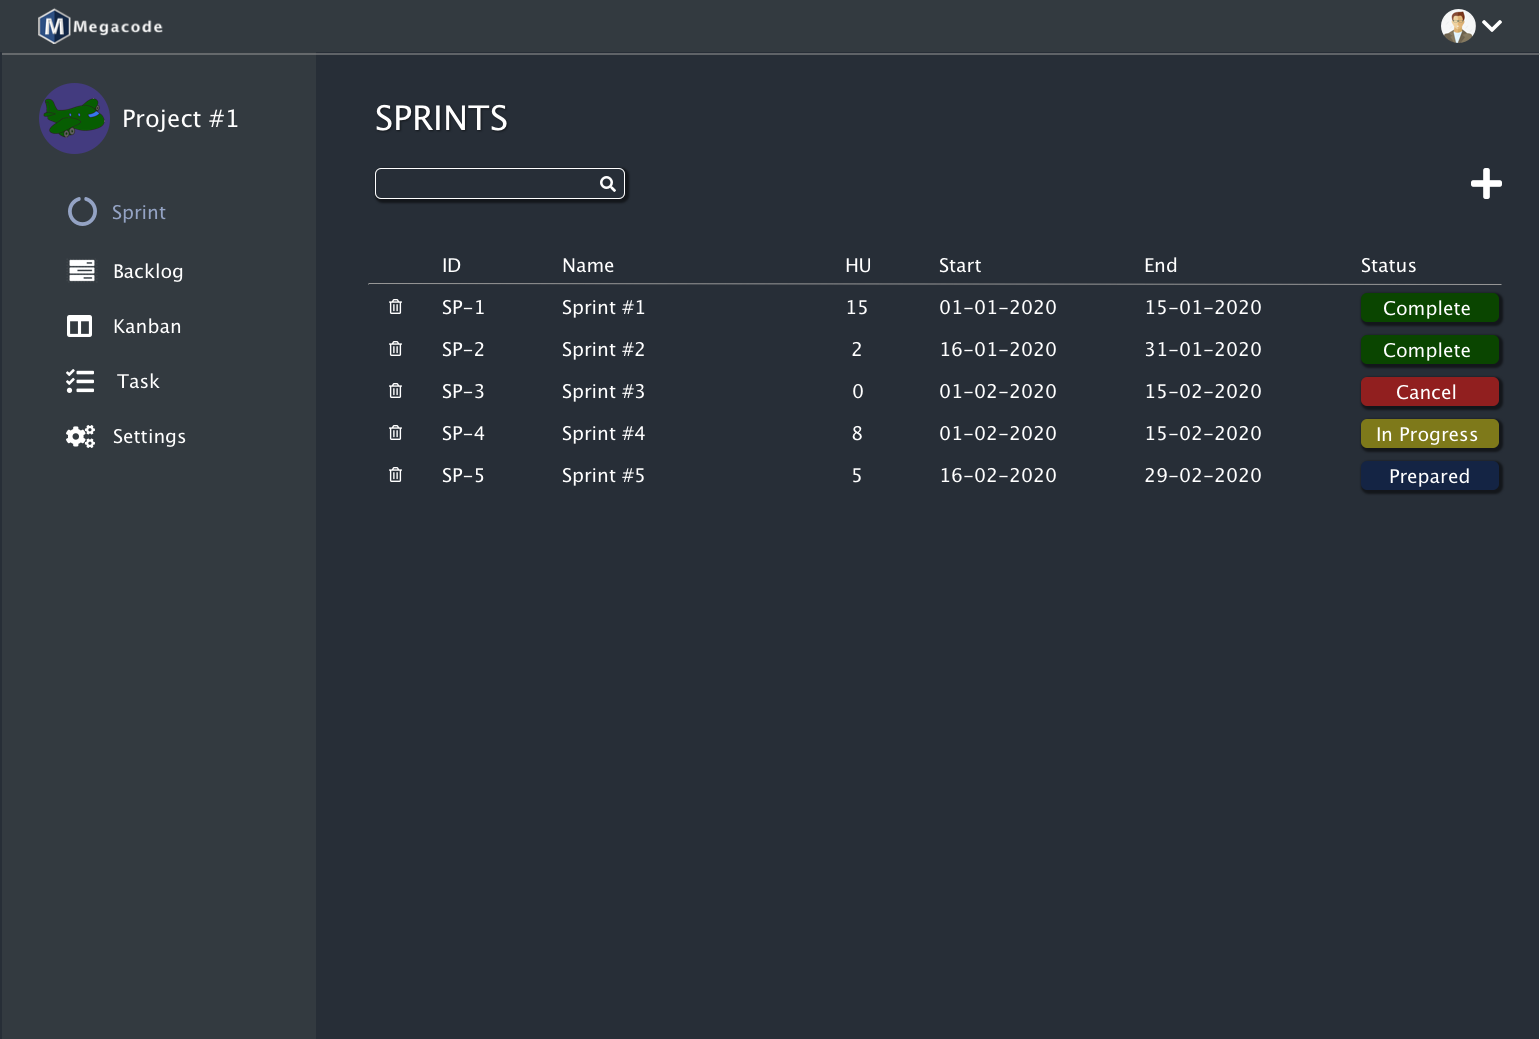 Megacode
Project #1
Sprint
Backlog
Kanban
Task
Settings
SPRINTS
ID Name HU Start End Status
SP-1 Sprint #1 15 01-01-2020 15-01-2020 Complete
SP-2 Sprint #2 2 16-01-2020 31-01-2020 Complete
SP-3 Sprint #3 0 01-02-2020 15-02-2020 Cancel
SP-4 Sprint #4 8 01-02-2020 15-02-2020 In Progress
SP-5 Sprint #5 5 16-02-2020 29-02-2020 Prepared